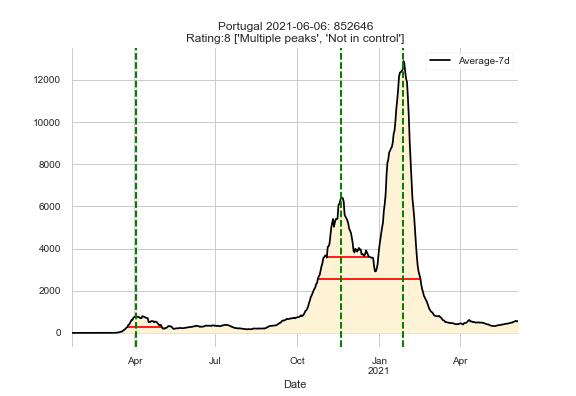 Portugal 2021-06-06: 852646
Rating:8 ['Multiple peaks', 'Not in control']
Average-7d
12000
10000
8000
6000
4000
2000
0
Apr
Jul
Oct
Jan
2021
Apr
Date